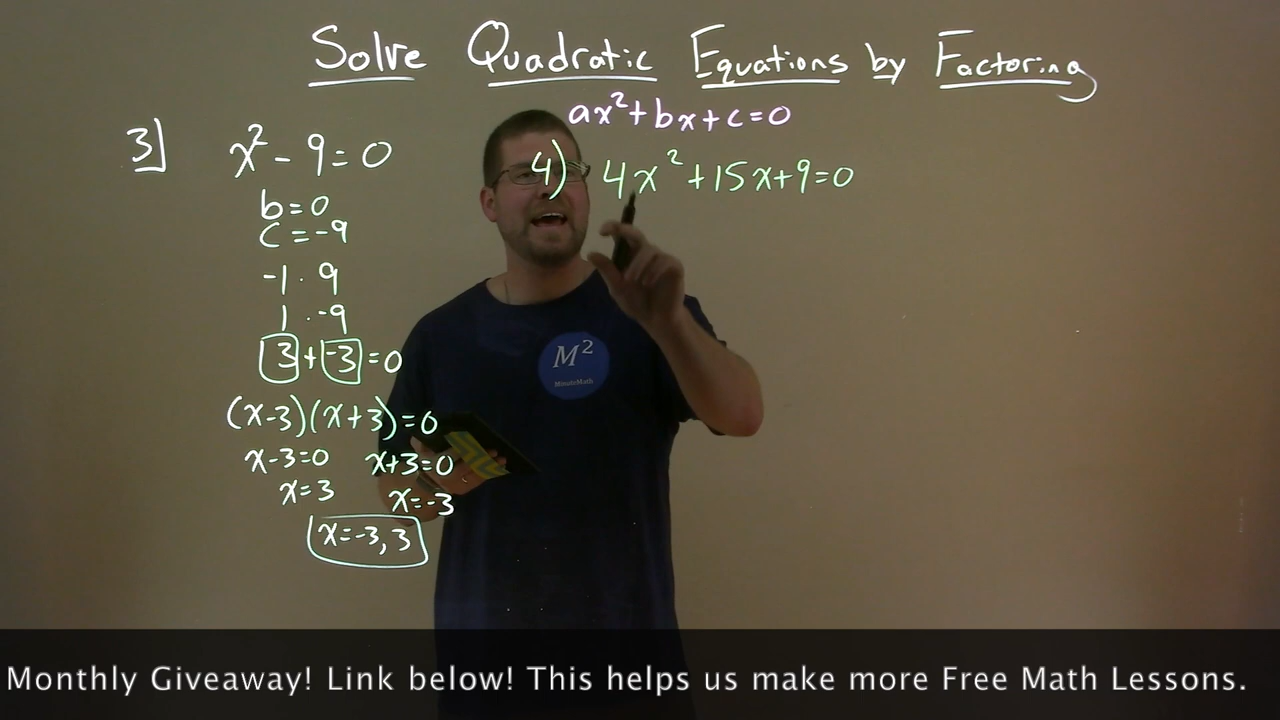 Solve Quadratic Equations by Factoring
ax²+bx+c=0
3]
x²-9=0
b=0
c=-9
-1·9
1·-9
3+-3=0
(x-3)(x+3)=0
x-3=0 x+3=0
x=3 x=-3
x=-3,3
4) 4x²+15x+9=0
M²
MinuteMath
Monthly Giveaway! Link below! This helps us make more Free Math Lessons.